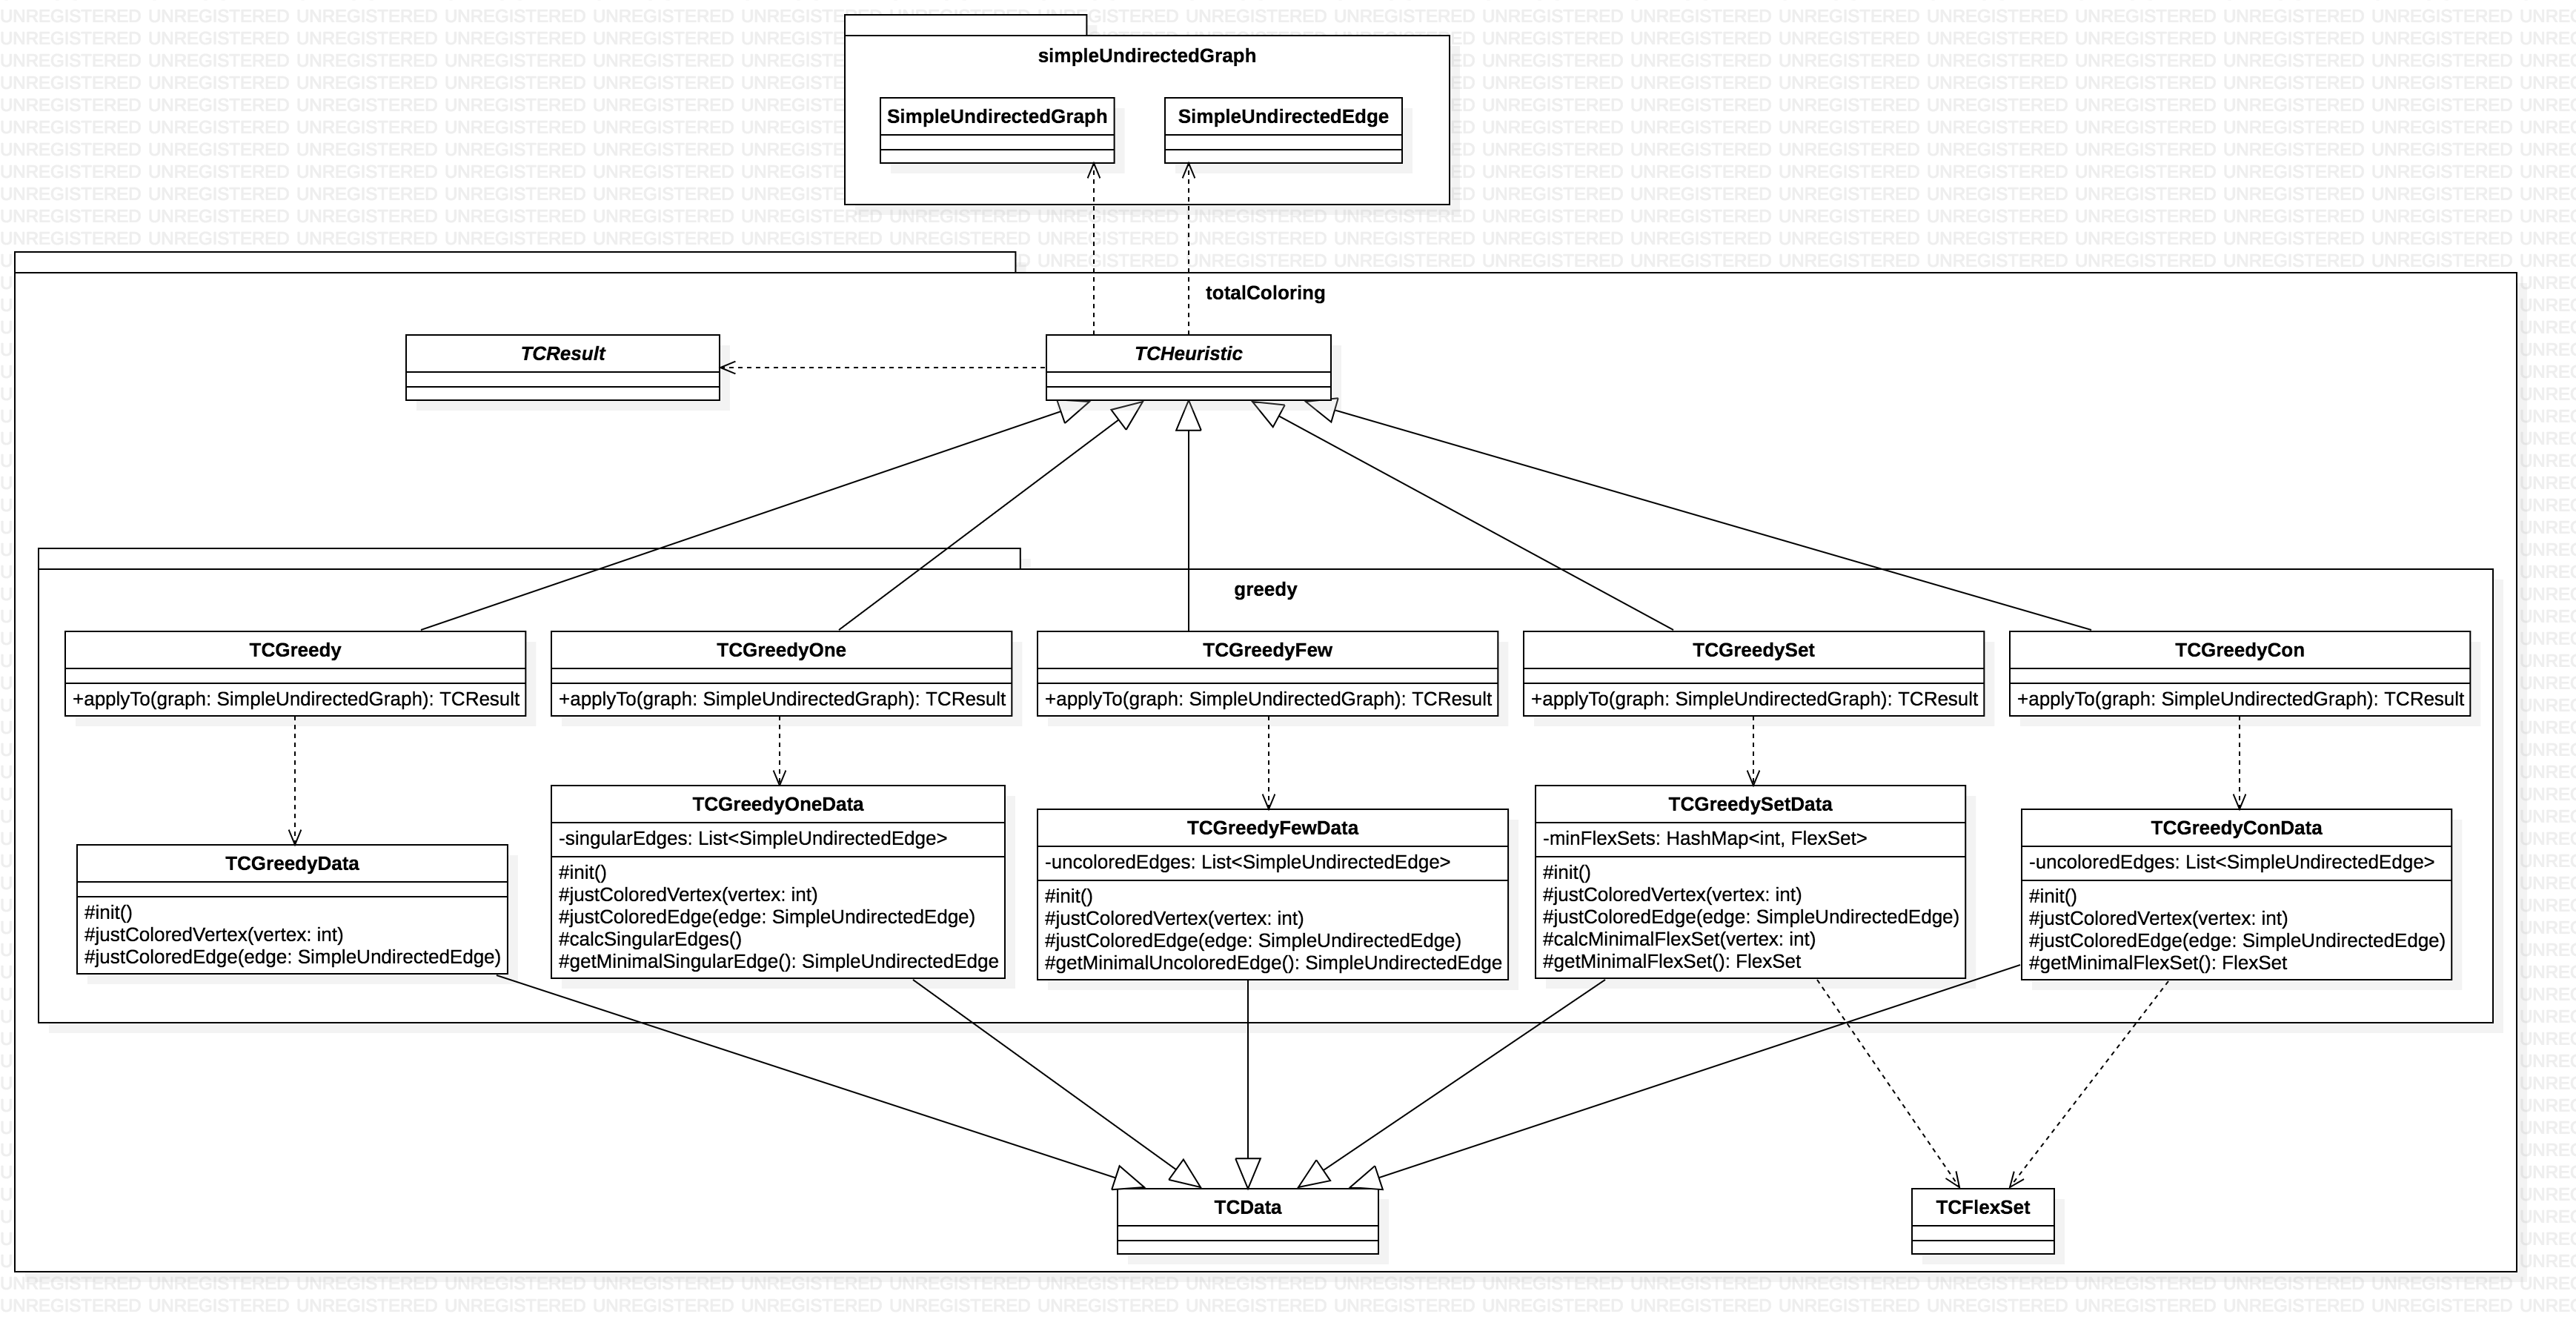 simpleUndirectedGraph
SimpleUndirectedGraph
SimpleUndirectedEdge
totalColoring
TCResult
TCHeuristic
greedy
TCGreedy
+applyTo(graph: SimpleUndirectedGraph): TCResult
TCGreedyOne
+applyTo(graph: SimpleUndirectedGraph): TCResult
TCGreedyFew
+applyTo(graph: SimpleUndirectedGraph): TCResult
TCGreedySet
+applyTo(graph: SimpleUndirectedGraph): TCResult
TCGreedyCon
+applyTo(graph: SimpleUndirectedGraph): TCResult
TCGreedyData
#init()
#justColoredVertex(vertex: int)
#justColoredEdge(edge: SimpleUndirectedEdge)
TCGreedyOneData
-singularEdges: List<SimpleUndirectedEdge>
#init()
#justColoredVertex(vertex: int)
#justColoredEdge(edge: SimpleUndirectedEdge)
#calcSingularEdges()
#getMinimalSingularEdge(): SimpleUndirectedEdge
TCGreedyFewData
-uncoloredEdges: List<SimpleUndirectedEdge>
#init()
#justColoredVertex(vertex: int)
#justColoredEdge(edge: SimpleUndirectedEdge)
#getMinimalUncoloredEdge(): SimpleUndirectedEdge
TCGreedySetData
-minFlexSets: HashMap<int, FlexSet>
#init()
#justColoredVertex(vertex: int)
#justColoredEdge(edge: SimpleUndirectedEdge)
#calcMinimalFlexSet(vertex: int)
#getMinimalFlexSet(): FlexSet
TCGreedyConData
-uncoloredEdges: List<SimpleUndirectedEdge>
#init()
#justColoredVertex(vertex: int)
#justColoredEdge(edge: SimpleUndirectedEdge)
#getMinimalFlexSet(): FlexSet
TCData
TCFlexSet